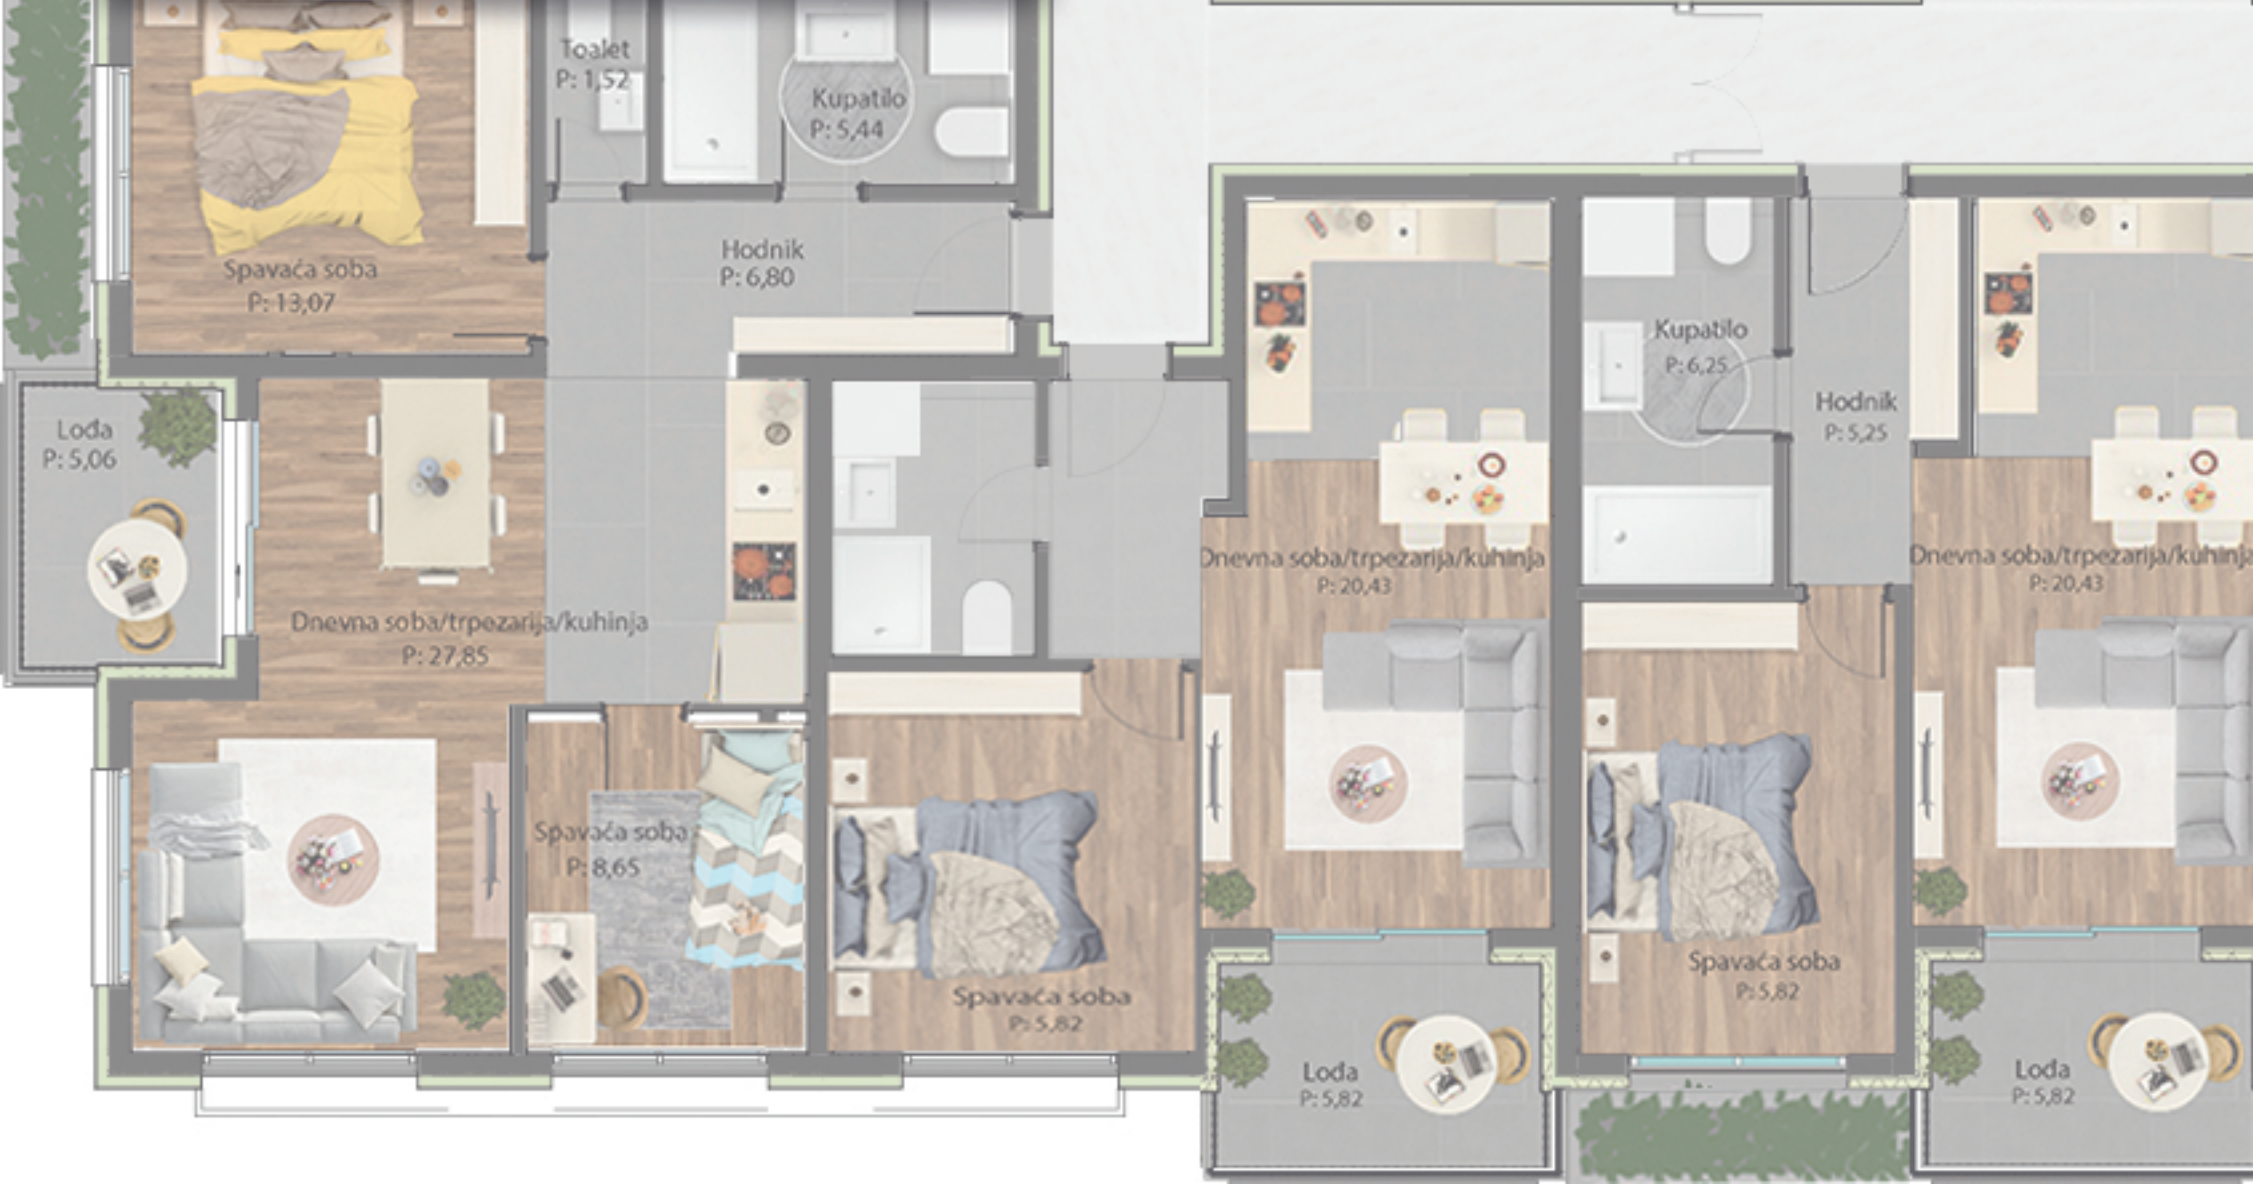 Toalet
P: 1,52
Kupatilo
P: 5,44
Hodnik
P: 6,80
Spavaća soba
P: 13,07
Lođa
P: 5,06
Dnevna soba/trpezarija/kuhinja
P: 27,85
Spavaća soba
P: 8,65
Spavaća soba
P: 5,82
Dnevna soba/trpezarija/kuhinja
P: 20,43
Lođa
P: 5,82
Kupatilo
P: 6,25
Hodnik
P: 5,25
Spavaća soba
P: 5,82
Dnevna soba/trpezarija/kuhinja
P: 20,43
Lođa
P: 5,82